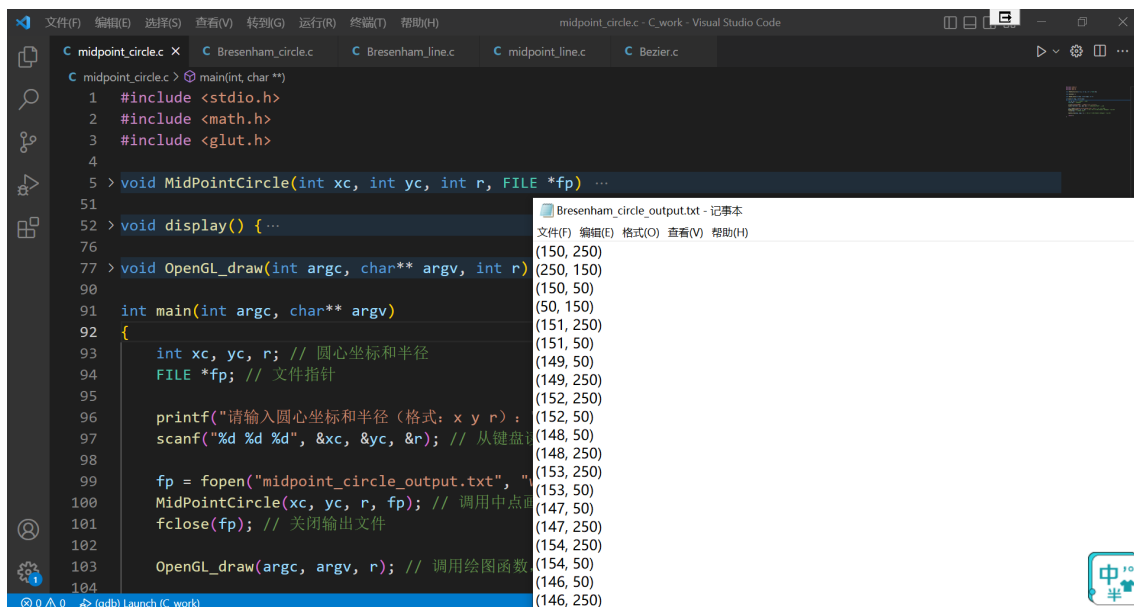 文件(F) 编辑(E) 选择(S) 查看(V) 转到(G) 运行(R) 终端(T) 帮助(H) midpoint_circle.c - C_work - Visual Studio Code
midpoint_circle.c Bresenham_circle.c Bresenham_line.c midpoint_line.c Bezier.c
C midpoint_circle.c > main(int, char **)
1 #include <stdio.h>
2 #include <math.h>
3 #include <glut.h>
4
5 > void MidPointCircle(int xc, int yc, int r, FILE *fp) ···
51
52 > void display() { ···
76
77 > void OpenGL_draw(int argc, char** argv, int r)
90
91 int main(int argc, char** argv)
92 {
93 int xc, yc, r; // 圆心坐标和半径
94 FILE *fp; // 文件指针
95
96 printf("请输入圆心坐标和半径（格式：x y r）：
97 scanf("%d %d %d", &xc, &yc, &r); // 从键盘
98
99 fp = fopen("midpoint_circle_output.txt", "
100 MidPointCircle(xc, yc, r, fp); // 调用中点
101 fclose(fp); // 关闭输出文件
102
103 OpenGL_draw(argc, argv, r); // 调用绘图函数
104
0 0 (gdb) Launch (C_work)
1
Bresenham_circle_output.txt - 记事本
文件(F) 编辑(E) 格式(O) 查看(V) 帮助(H)
(150, 250)
(250, 150)
(150, 50)
(50, 150)
(151, 250)
(151, 50)
(149, 50)
(149, 250)
(152, 250)
(152, 50)
(148, 50)
(148, 250)
(153, 250)
(153, 50)
(147, 50)
(147, 250)
(154, 250)
(154, 50)
(146, 50)
(146, 250)
中
半